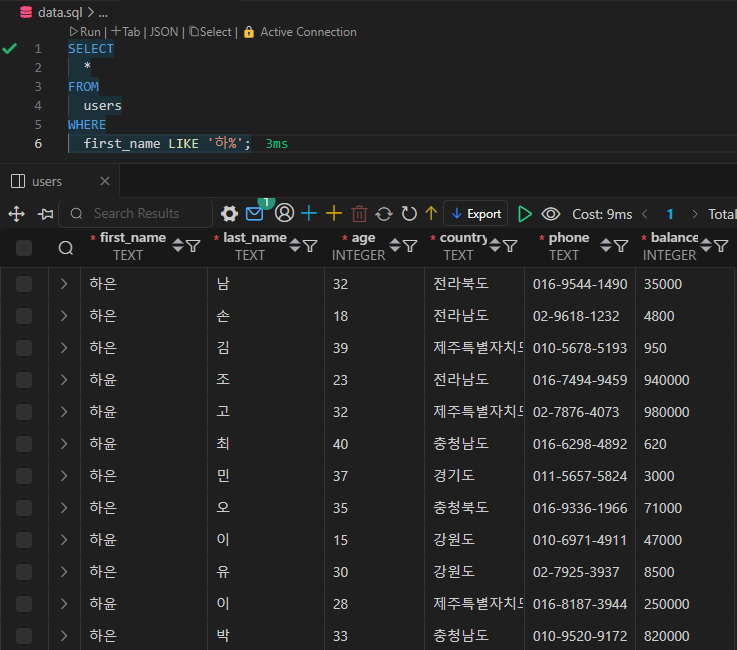 data.sql > ...
Run | +Tab | JSON | Select | Active Connection
1 SELECT
2 *
3 FROM
4 users
5 WHERE
6 first_name LIKE '하%'; 3ms
users
Search Results 1 Export Cost: 9ms < 1 > Total
* first_name * last_name * age * country * phone * balance
TEXT TEXT INTEGER TEXT TEXT INTEGER
하은 남 32 전라북도 016-9544-1490 35000
하은 손 18 전라남도 02-9618-1232 4800
하은 김 39 제주특별자치도 010-5678-5193 950
하윤 조 23 전라남도 016-7494-9459 940000
하윤 고 32 제주특별자치도 02-7876-4073 980000
하윤 최 40 충청남도 016-6298-4892 620
하은 민 37 경기도 011-5657-5824 3000
하은 오 35 충청북도 016-9336-1966 71000
하윤 이 15 강원도 010-6971-4911 47000
하은 유 30 강원도 02-7925-3937 8500
하윤 이 28 제주특별자치도 016-8187-3944 250000
하은 박 33 충청남도 010-9520-9172 820000